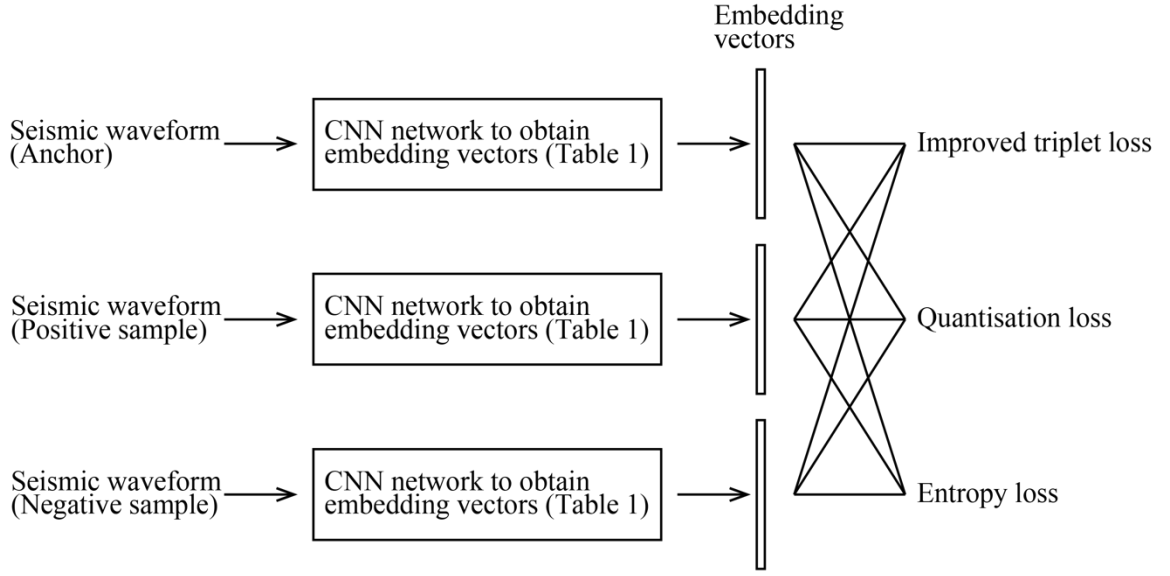 Embedding
vectors
Seismic waveform
(Anchor)
CNN network to obtain
embedding vectors (Table 1)
Improved triplet loss
Seismic waveform
(Positive sample)
CNN network to obtain
embedding vectors (Table 1)
Quantisation loss
Seismic waveform
(Negative sample)
CNN network to obtain
embedding vectors (Table 1)
Entropy loss